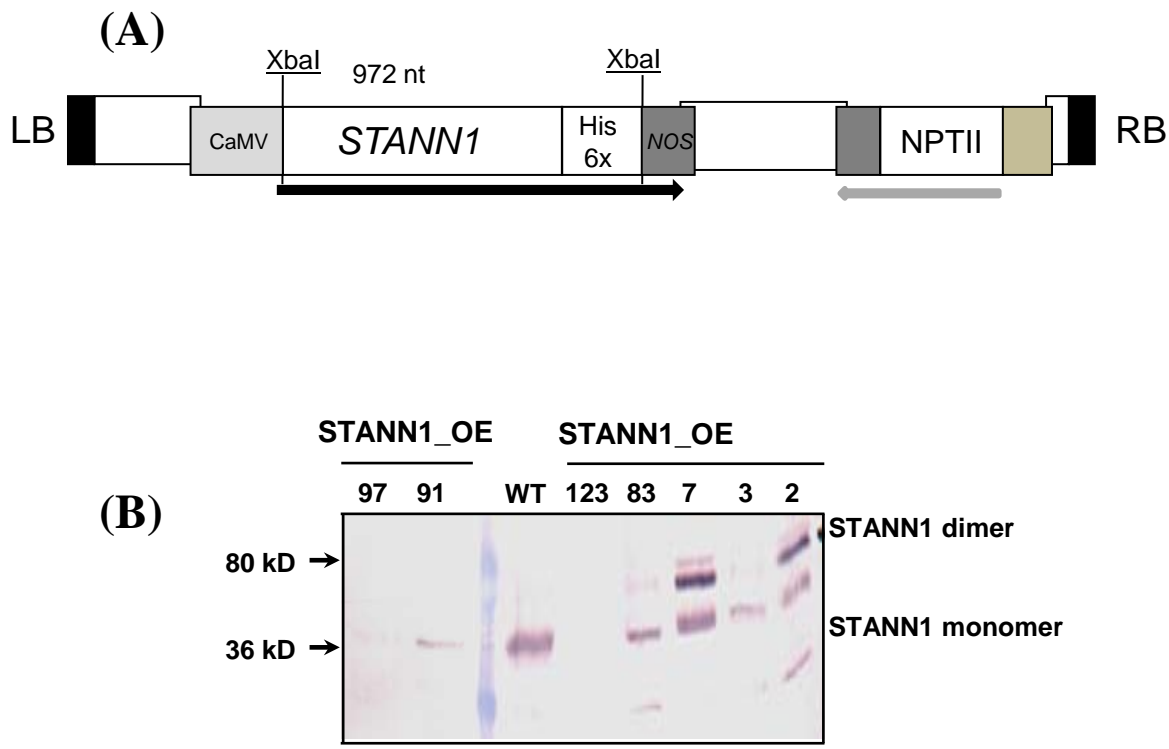 (A)
XbaI
972 nt
XbaI
LB
CaMV
STANN1
His
6x
NOS
NPTII
RB
STANN1_OE
STANN1_OE
97 91 WT 123 83 7 3 2
(B)
STANN1 dimer
80 kD
STANN1 monomer
36 kD